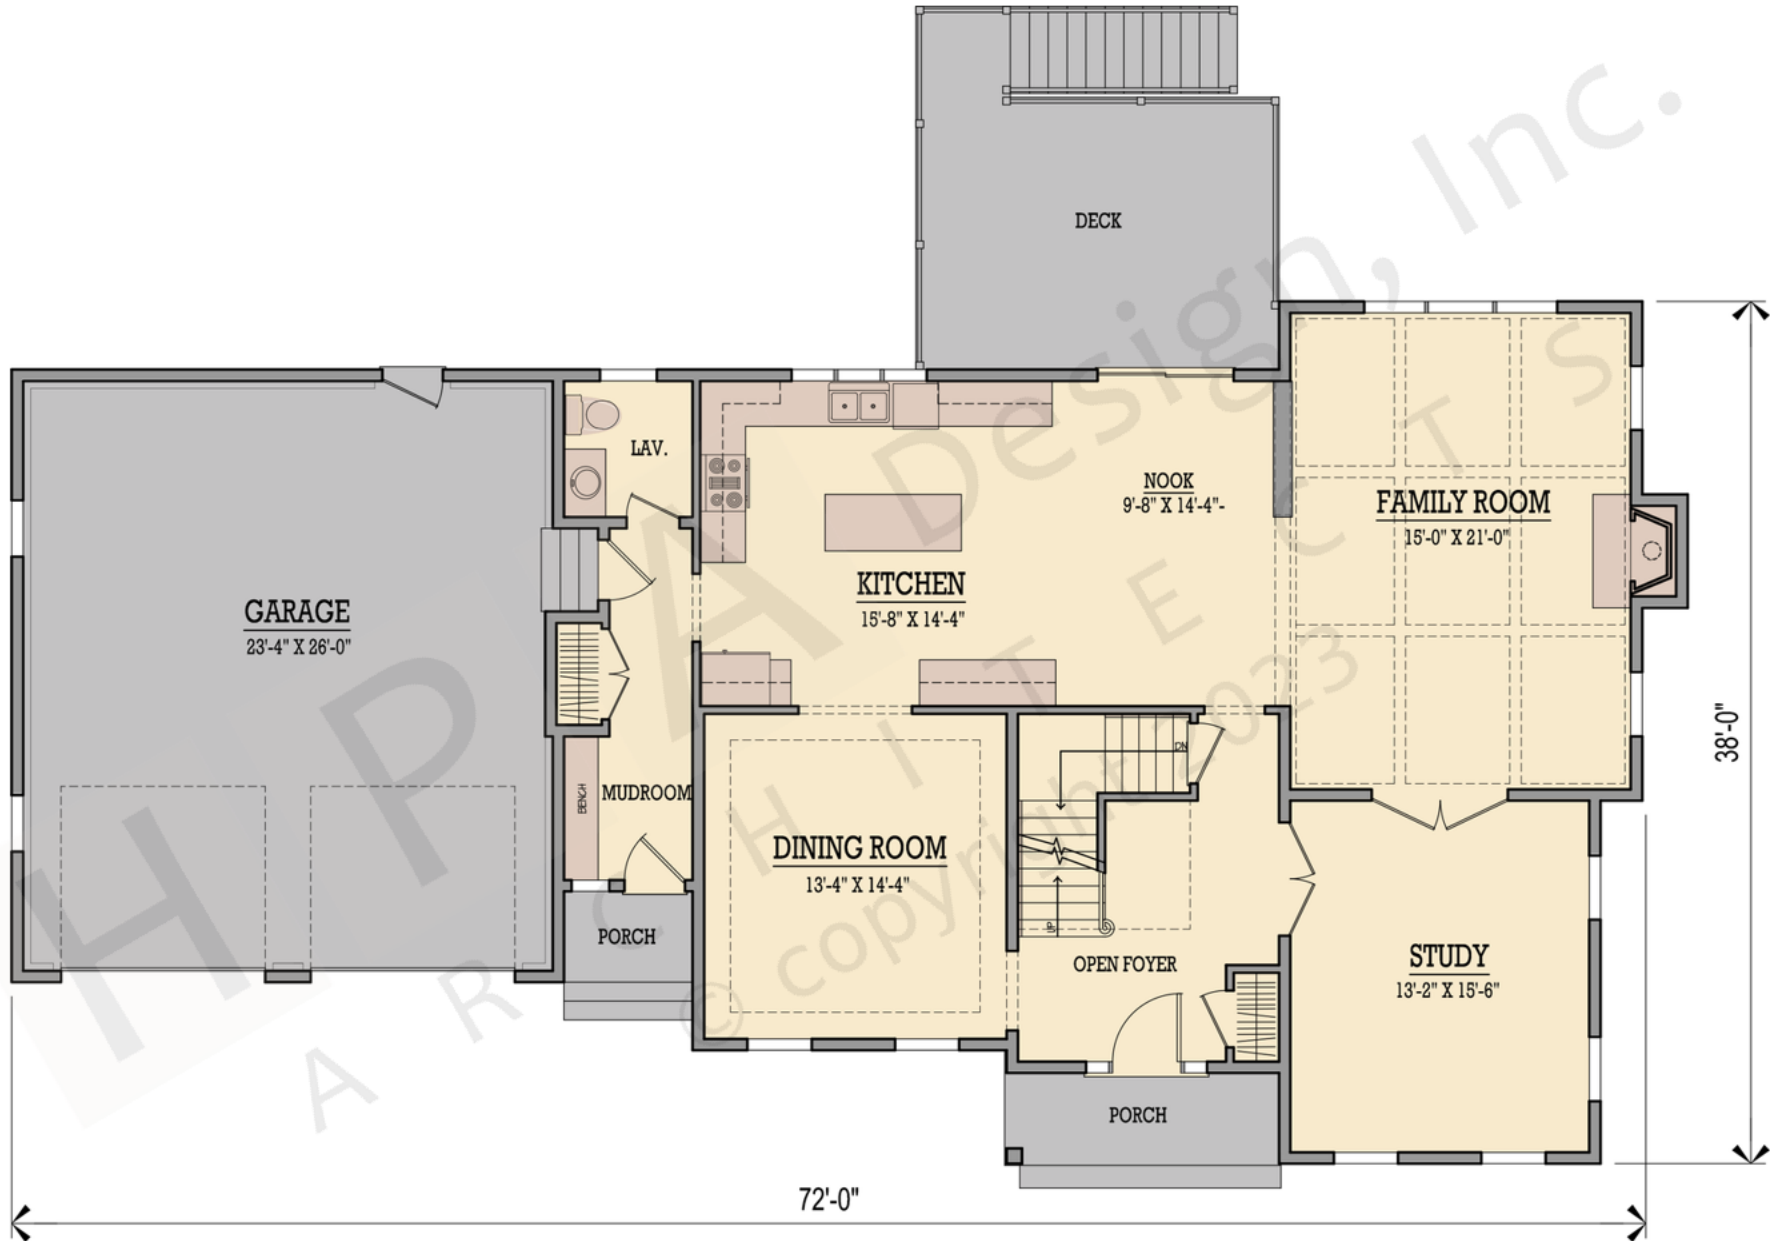 DECK
LAV.
NOOK
9'-8" X 14'-4"-
FAMILY ROOM
15'-0" X 21'-0"
KITCHEN
15'-8" X 14'-4"
GARAGE
23'-4" X 26'-0"
DN
BENCH
MUDROOM
DINING ROOM
13'-4" X 14'-4"
UP
PORCH
OPEN FOYER
STUDY
13'-2" X 15'-6"
PORCH
38'-0"
72'-0"
HPA Design, Inc.
ARCHITECTS
© copyright 2023